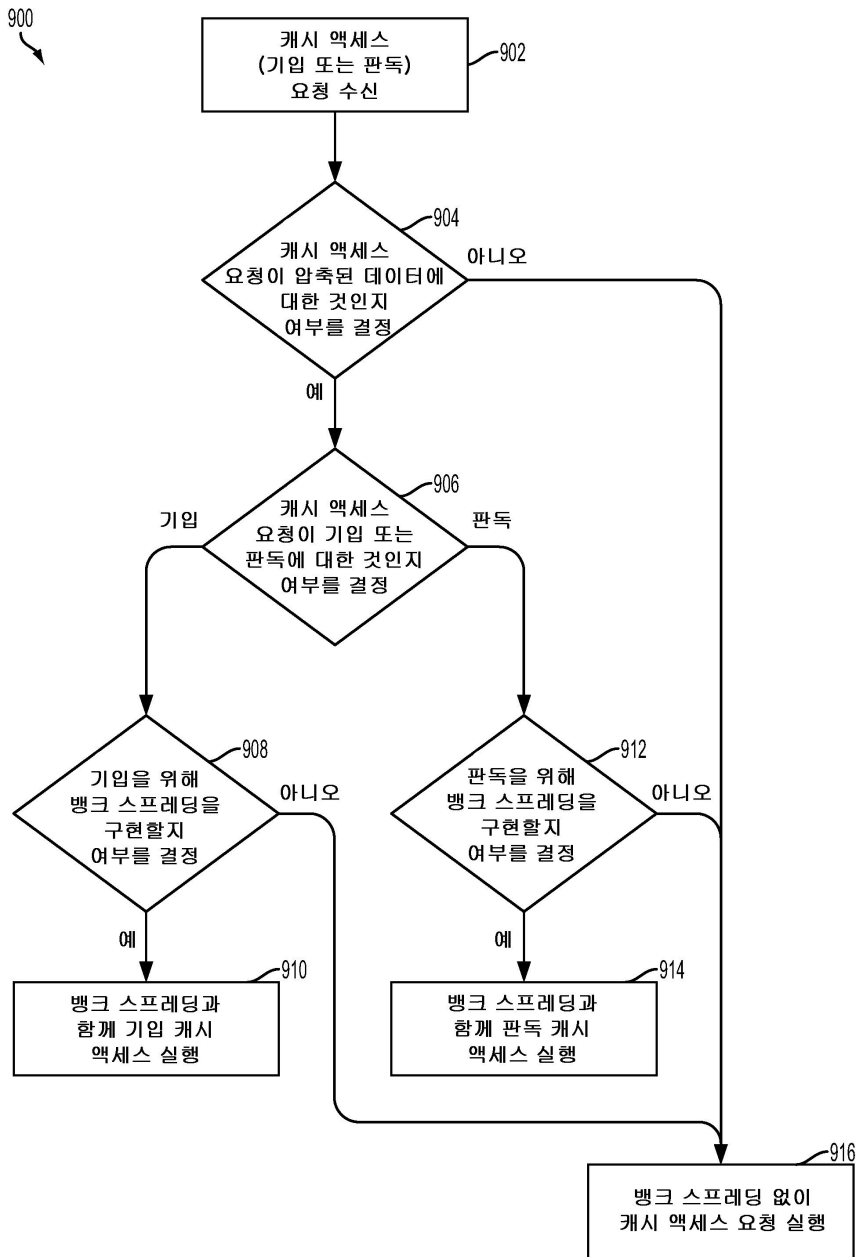 900
캐시 액세스
(기입 또는 판독)
요청 수신
902
904
캐시 액세스
요청이 압축된 데이터에
대한 것인지
여부를 결정
아니오
예
906
캐시 액세스
요청이 기입 또는
판독에 대한 것인지
여부를 결정
기입
판독
908
기입을 위해
뱅크 스프레딩을
구현할지
여부를 결정
아니오
예
912
판독을 위해
뱅크 스프레딩을
구현할지
여부를 결정
아니오
예
910
뱅크 스프레딩과
함께 기입 캐시
액세스 실행
914
뱅크 스프레딩과
함께 판독 캐시
액세스 실행
916
뱅크 스프레딩 없이
캐시 액세스 요청 실행